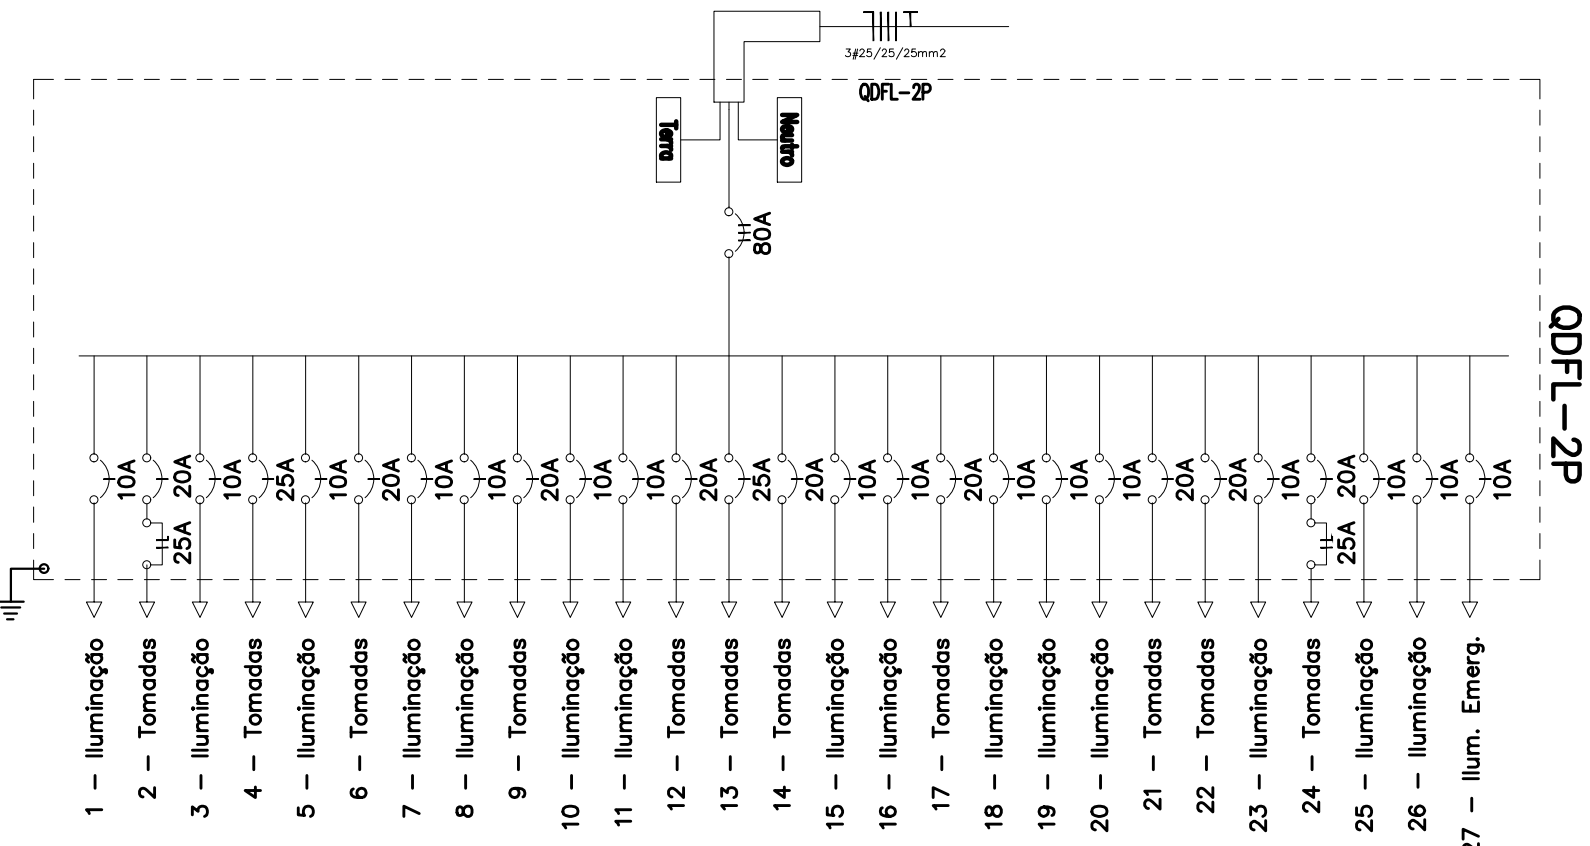 3#25/25/25mm2
QDFL-2P
Terra
Neutro
80A
QDFL-2P
10A
20A
10A
25A
10A
20A
10A
10A
20A
10A
10A
20A
25A
20A
10A
10A
20A
10A
10A
10A
20A
20A
10A
20A
10A
10A
10A
25A
25A
1 - Iluminação
2 - Tomadas
3 - Iluminação
4 - Tomadas
5 - Iluminação
6 - Tomadas
7 - Iluminação
8 - Iluminação
9 - Tomadas
10 - Iluminação
11 - Iluminação
12 - Tomadas
13 - Tomadas
14 - Tomadas
15 - Iluminação
16 - Iluminação
17 - Tomadas
18 - Iluminação
19 - Iluminação
20 - Iluminação
21 - Tomadas
22 - Tomadas
23 - Iluminação
24 - Tomadas
25 - Iluminação
26 - Iluminação
27 - Ilum. Emerg.